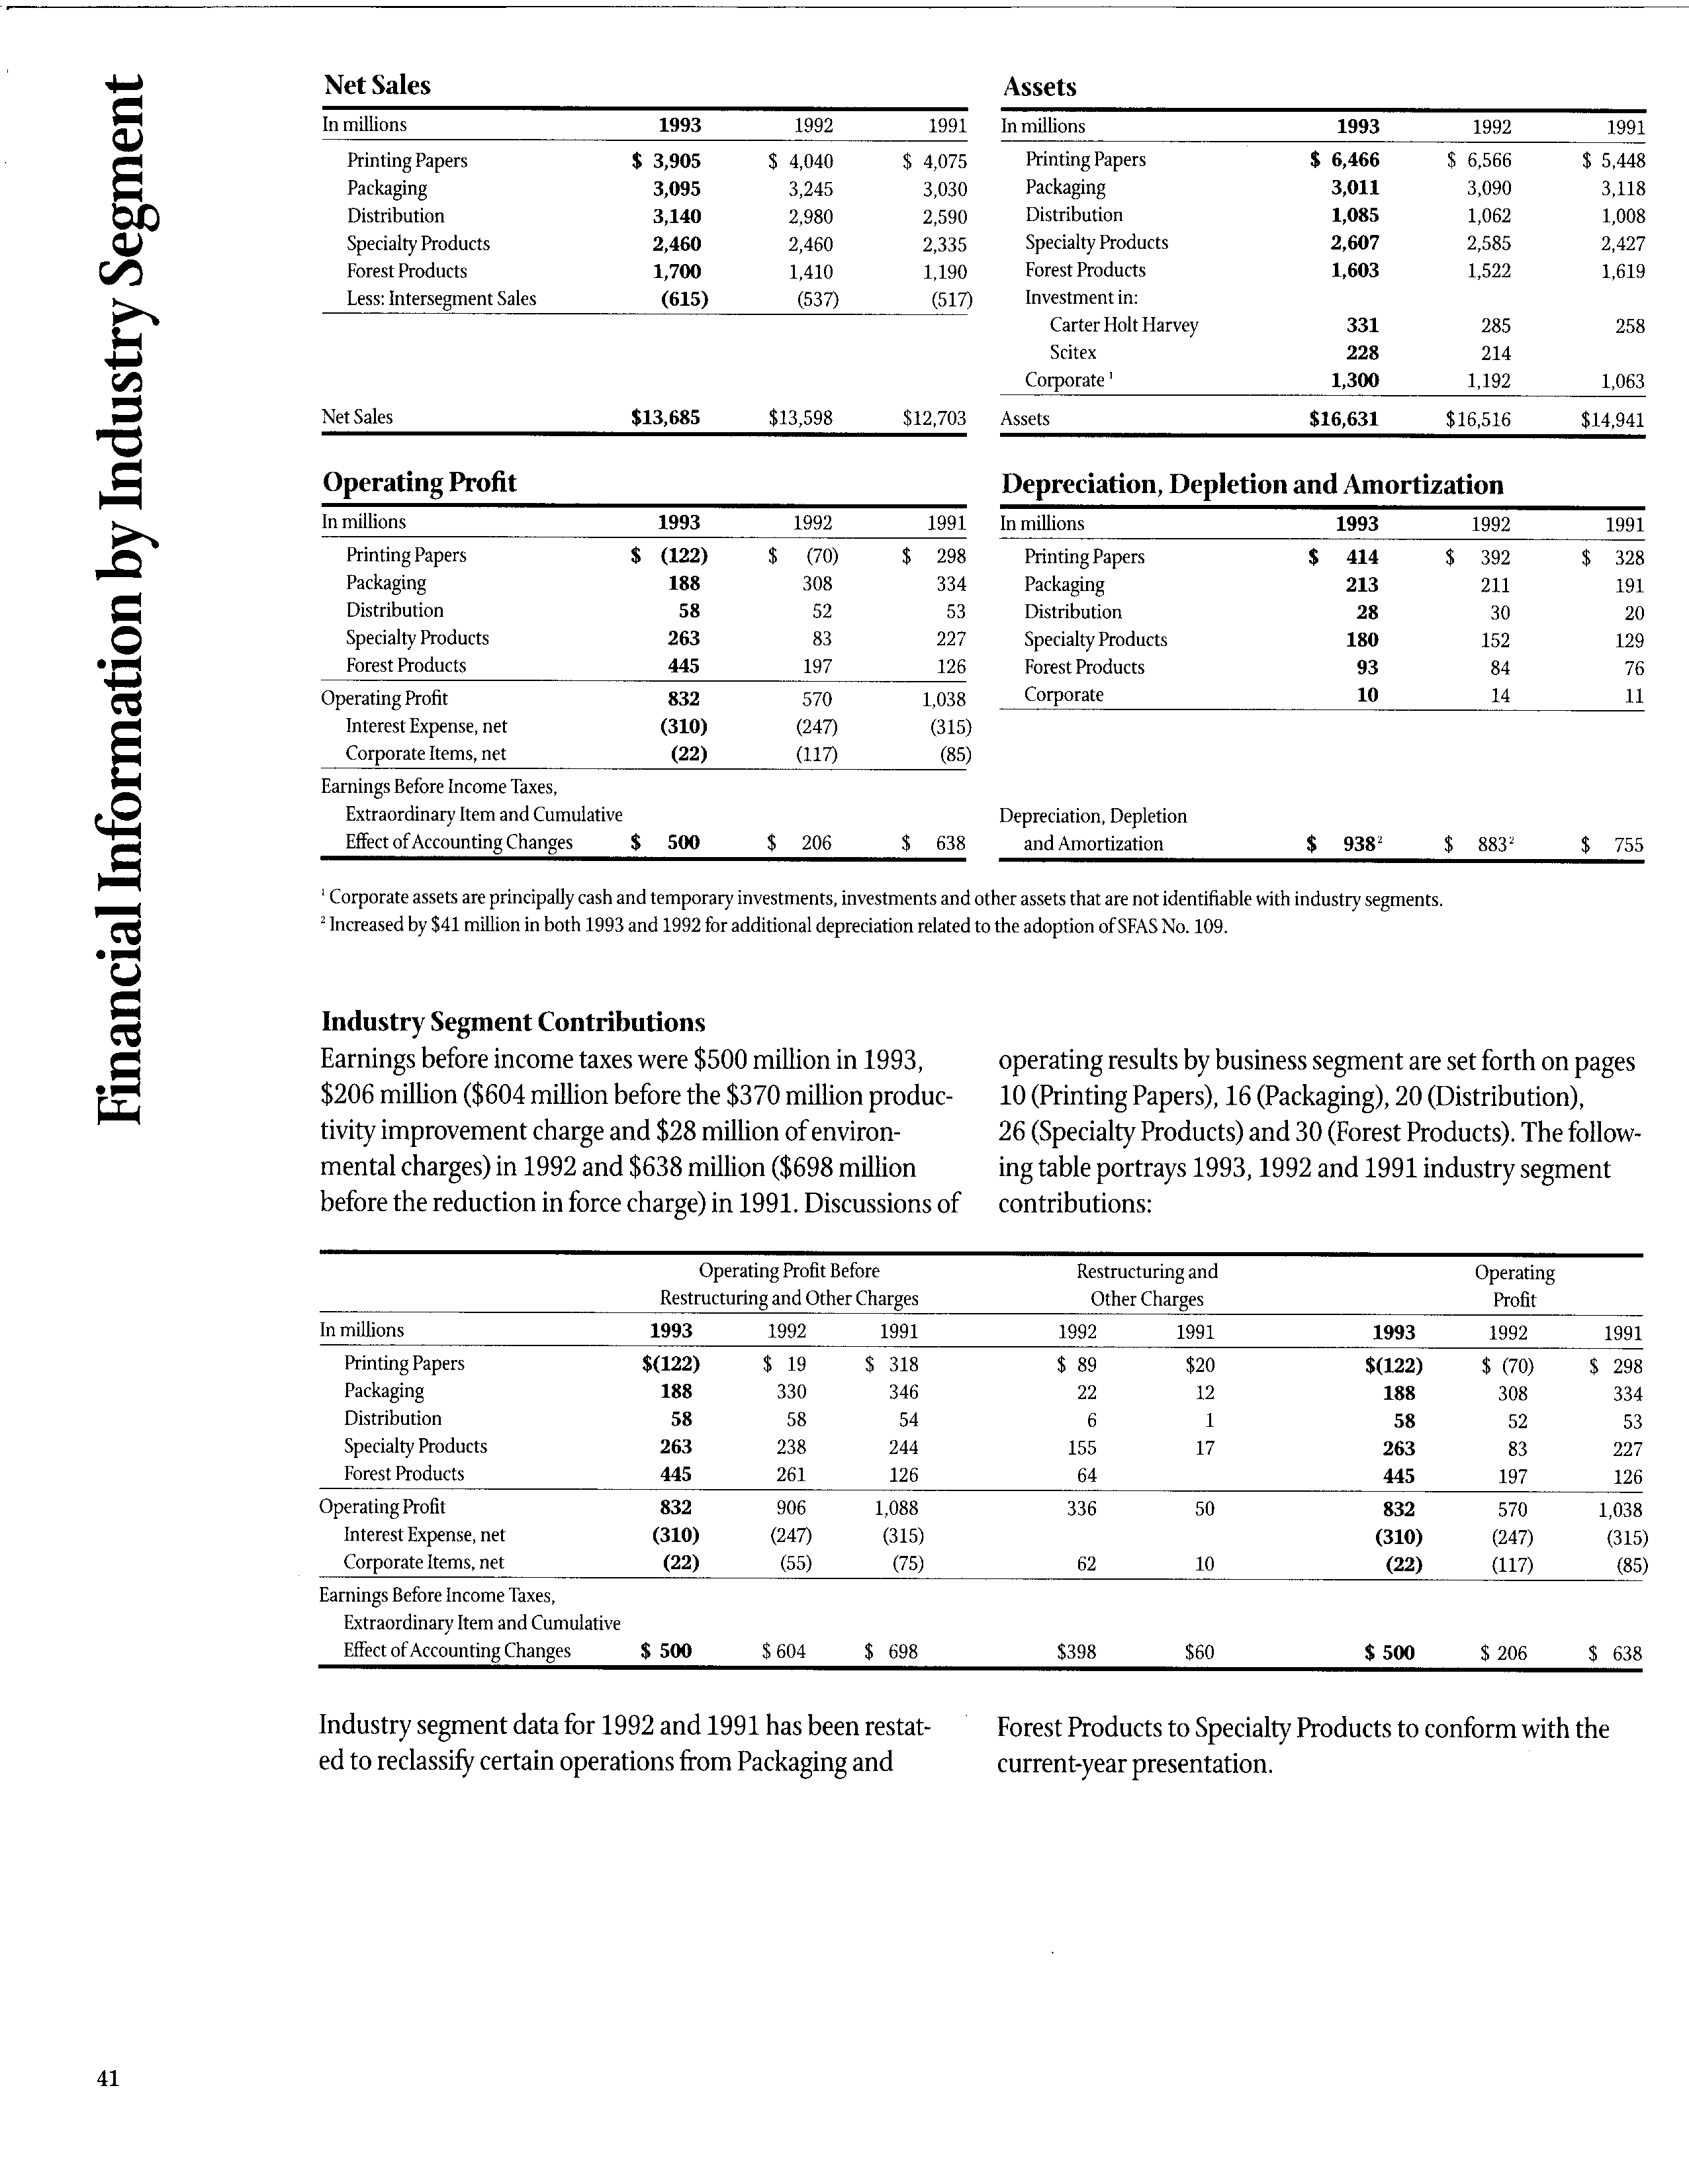 Financial Information by Industry Segment
Net Sales
In millions 1993 1992 1991
Printing Papers $ 3,905 $ 4,040 $ 4,075
Packaging 3,095 3,245 3,030
Distribution 3,140 2,980 2,590
Specialty Products 2,460 2,460 2,335
Forest Products 1,700 1,410 1,190
Less: Intersegment Sales (615) (537) (517)
Net Sales $13,685 $13,598 $12,703
Assets
In millions 1993 1992 1991
Printing Papers $ 6,466 $ 6,566 $ 5,448
Packaging 3,011 3,090 3,118
Distribution 1,085 1,062 1,008
Specialty Products 2,607 2,585 2,427
Forest Products 1,603 1,522 1,619
Investment in:
Carter Holt Harvey 331 285 258
Scitex 228 214
Corporate ¹ 1,300 1,192 1,063
Assets $16,631 $16,516 $14,941
Operating Profit
In millions 1993 1992 1991
Printing Papers $ (122) $ (70) $ 298
Packaging 188 308 334
Distribution 58 52 53
Specialty Products 263 83 227
Forest Products 445 197 126
Operating Profit 832 570 1,038
Interest Expense, net (310) (247) (315)
Corporate Items, net (22) (117) (85)
Earnings Before Income Taxes,
Extraordinary Item and Cumulative
Effect of Accounting Changes $ 500 $ 206 $ 638
Depreciation, Depletion and Amortization
In millions 1993 1992 1991
Printing Papers $ 414 $ 392 $ 328
Packaging 213 211 191
Distribution 28 30 20
Specialty Products 180 152 129
Forest Products 93 84 76
Corporate 10 14 11
Depreciation, Depletion
and Amortization $ 938² $ 883² $ 755
¹ Corporate assets are principally cash and temporary investments, investments and other assets that are not identifiable with industry segments.
² Increased by $41 million in both 1993 and 1992 for additional depreciation related to the adoption of SFAS No. 109.
Industry Segment Contributions
Earnings before income taxes were $500 million in 1993,
$206 million ($604 million before the $370 million produc-
tivity improvement charge and $28 million of environ-
mental charges) in 1992 and $638 million ($698 million
before the reduction in force charge) in 1991. Discussions of
operating results by business segment are set forth on pages
10 (Printing Papers), 16 (Packaging), 20 (Distribution),
26 (Specialty Products) and 30 (Forest Products). The follow-
ing table portrays 1993, 1992 and 1991 industry segment
contributions:
Operating Profit Before Restructuring and Operating
Restructuring and Other Charges Other Charges Profit
In millions 1993 1992 1991 1992 1991 1993 1992 1991
Printing Papers $(122) $ 19 $ 318 $ 89 $20 $(122) $ (70) $ 298
Packaging 188 330 346 22 12 188 308 334
Distribution 58 58 54 6 1 58 52 53
Specialty Products 263 238 244 155 17 263 83 227
Forest Products 445 261 126 64 445 197 126
Operating Profit 832 906 1,088 336 50 832 570 1,038
Interest Expense, net (310) (247) (315) (310) (247) (315)
Corporate Items, net (22) (55) (75) 62 10 (22) (117) (85)
Earnings Before Income Taxes,
Extraordinary Item and Cumulative
Effect of Accounting Changes $ 500 $ 604 $ 698 $398 $60 $ 500 $ 206 $ 638
Industry segment data for 1992 and 1991 has been restat-
ed to reclassify certain operations from Packaging and
Forest Products to Specialty Products to conform with the
current-year presentation.
41